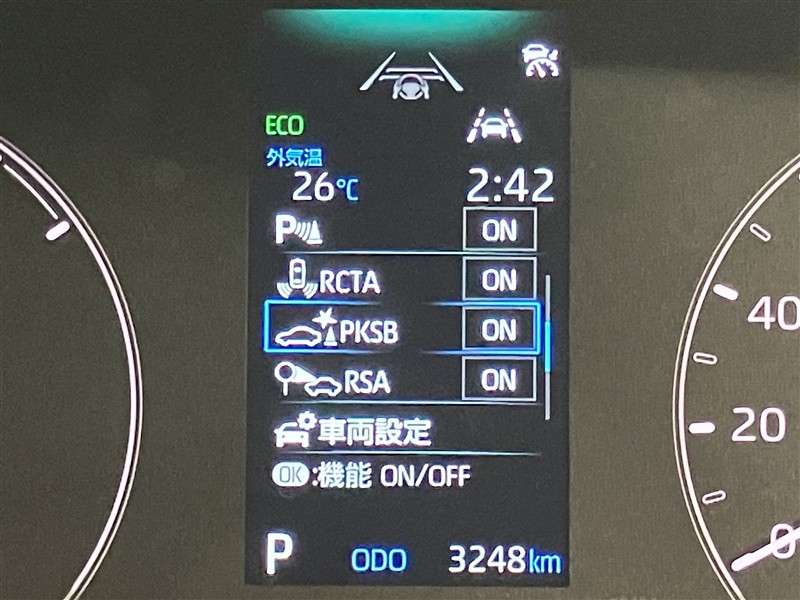 ECO
外気温
26℃ 2:42
P ON
RCTA ON
PKSB ON
RSA ON
車両設定
OK:機能 ON/OFF
P ODO 3248km
40
20
0